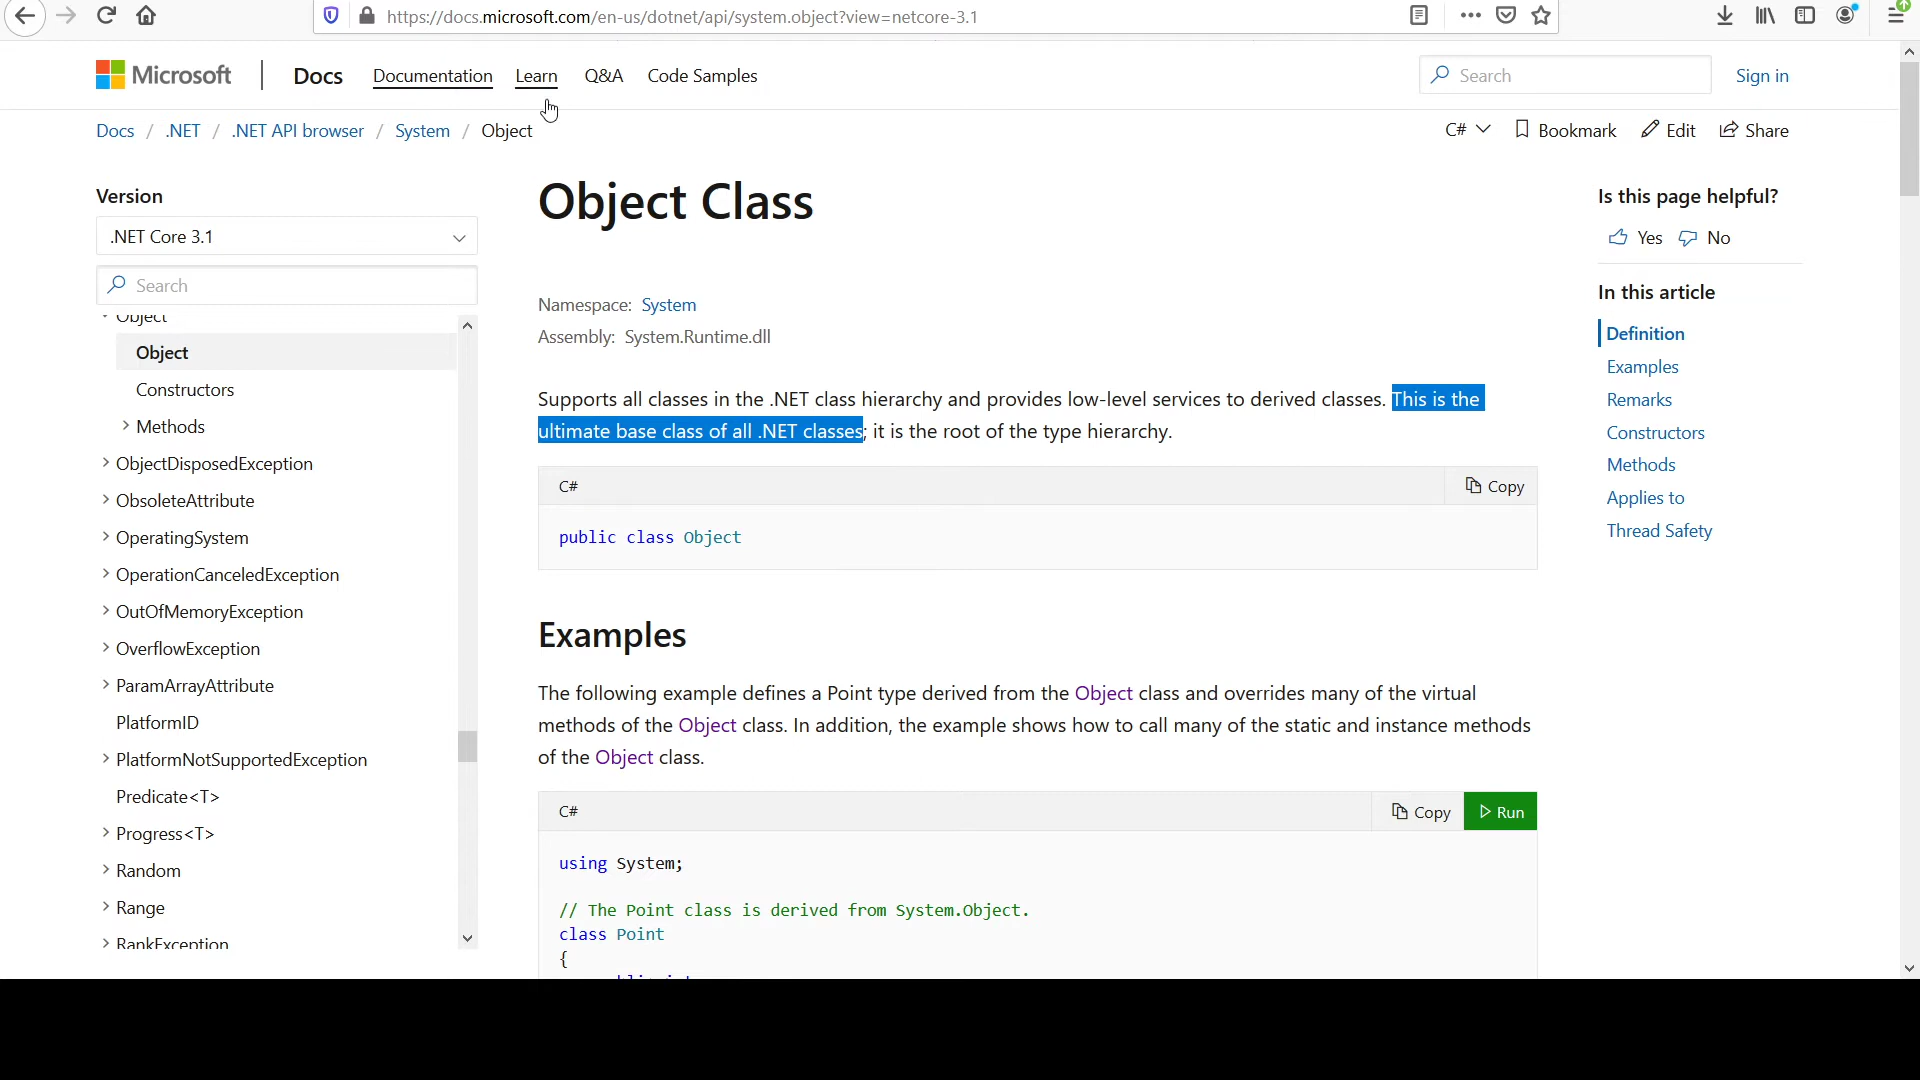 https://docs.microsoft.com/en-us/dotnet/api/system.object?view=netcore-3.1
Microsoft
Docs
Documentation
Learn
Q&A
Code Samples
Search
Sign in
Docs / .NET / .NET API browser / System / Object
C#
Bookmark
Edit
Share
Version
.NET Core 3.1
Search
Object
Object
Constructors
Methods
ObjectDisposedException
ObsoleteAttribute
OperatingSystem
OperationCanceledException
OutOfMemoryException
OverflowException
ParamArrayAttribute
PlatformID
PlatformNotSupportedException
Predicate<T>
Progress<T>
Random
Range
RankException
Object Class
Namespace: System
Assembly: System.Runtime.dll
Supports all classes in the .NET class hierarchy and provides low-level services to derived classes. This is the
ultimate base class of all .NET classes; it is the root of the type hierarchy.
C#
Copy
public class Object
Examples
The following example defines a Point type derived from the Object class and overrides many of the virtual
methods of the Object class. In addition, the example shows how to call many of the static and instance methods
of the Object class.
C#
Copy
Run
using System;
// The Point class is derived from System.Object.
class Point
{
Is this page helpful?
Yes
No
In this article
Definition
Examples
Remarks
Constructors
Methods
Applies to
Thread Safety